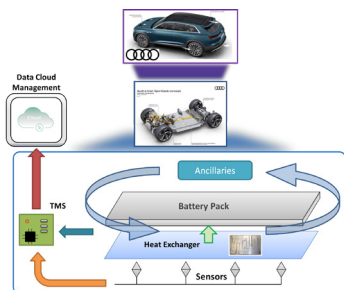 Data Cloud
Management
Ancillaries
TMS
Battery Pack
Heat Exchanger
Sensors